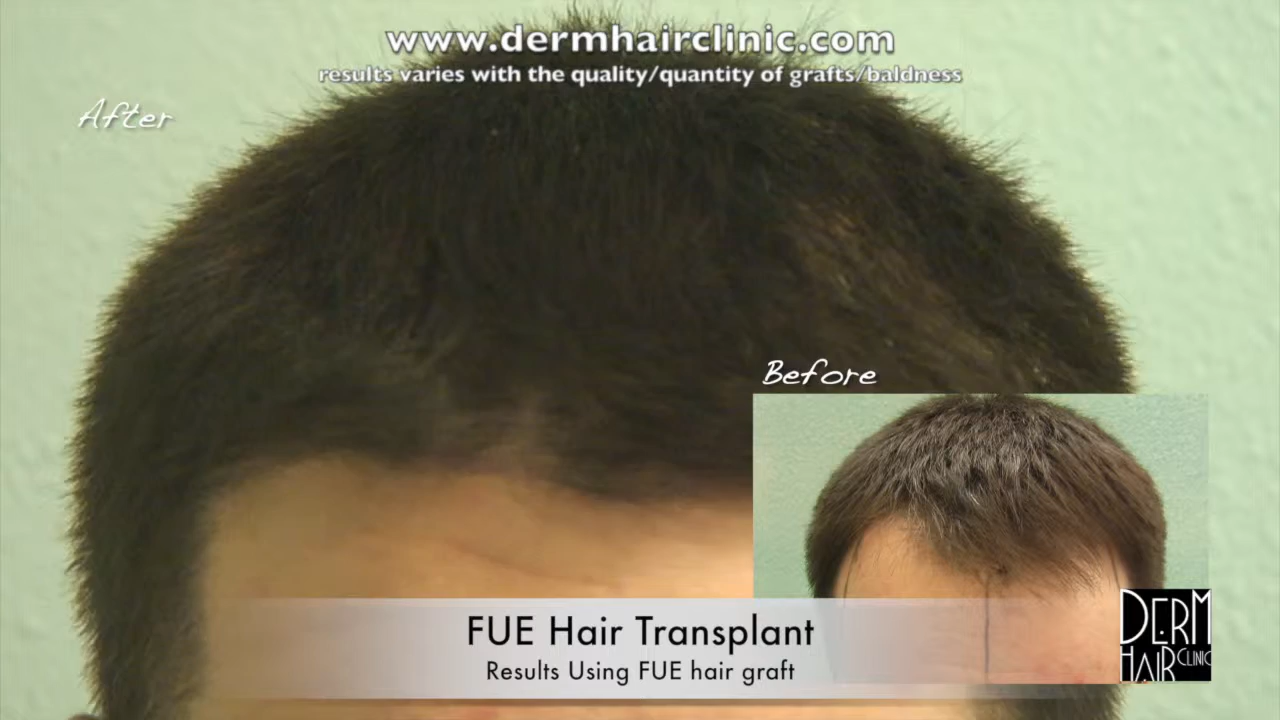 www.dermhairclinic.com
results varies with the quality/quantity of grafts/baldness
After
Before
FUE Hair Transplant
Results Using FUE hair graft
DERM
HAIR CLINIC